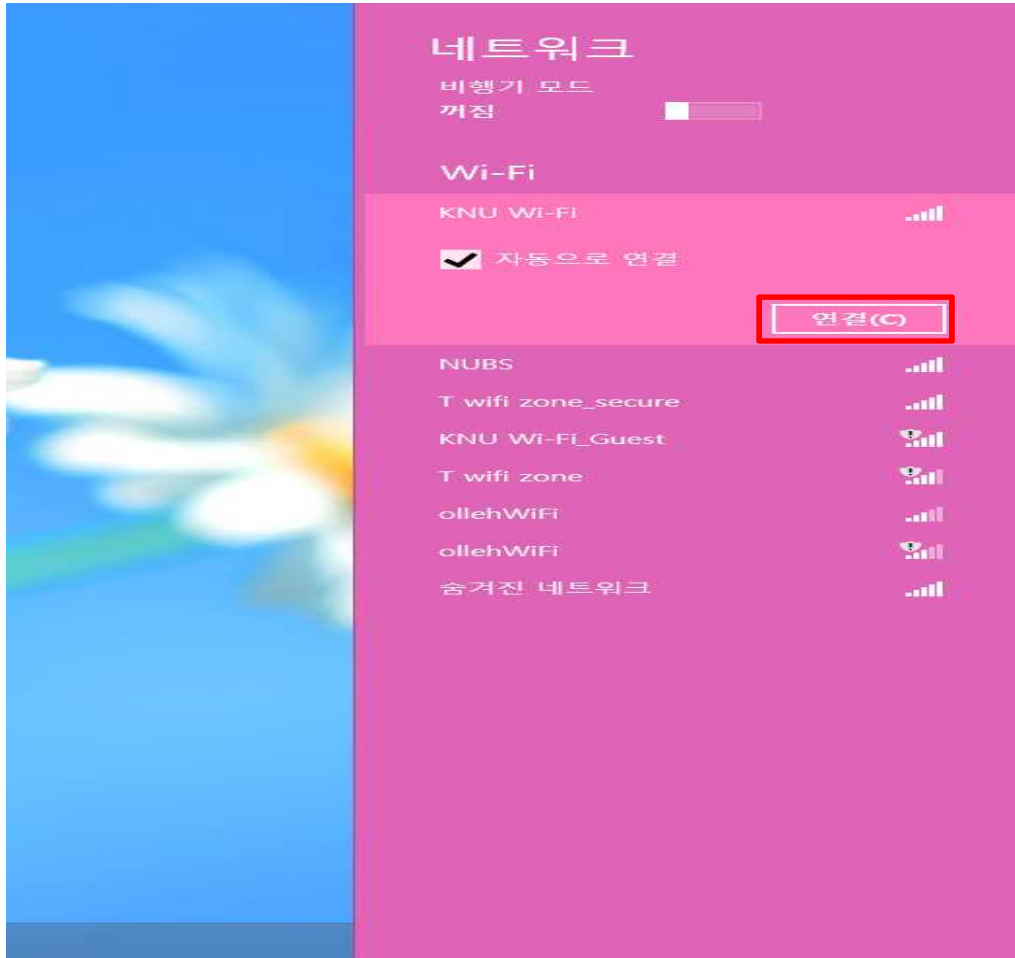 네트워크
비행기 모드
꺼짐
Wi-Fi
KNU Wi-Fi
자동으로 연결
연결(C)
NUBS
T wifi zone_secure
KNU Wi-Fi_Guest
T wifi zone
ollehWiFi
ollehWiFi
숨겨진 네트워크